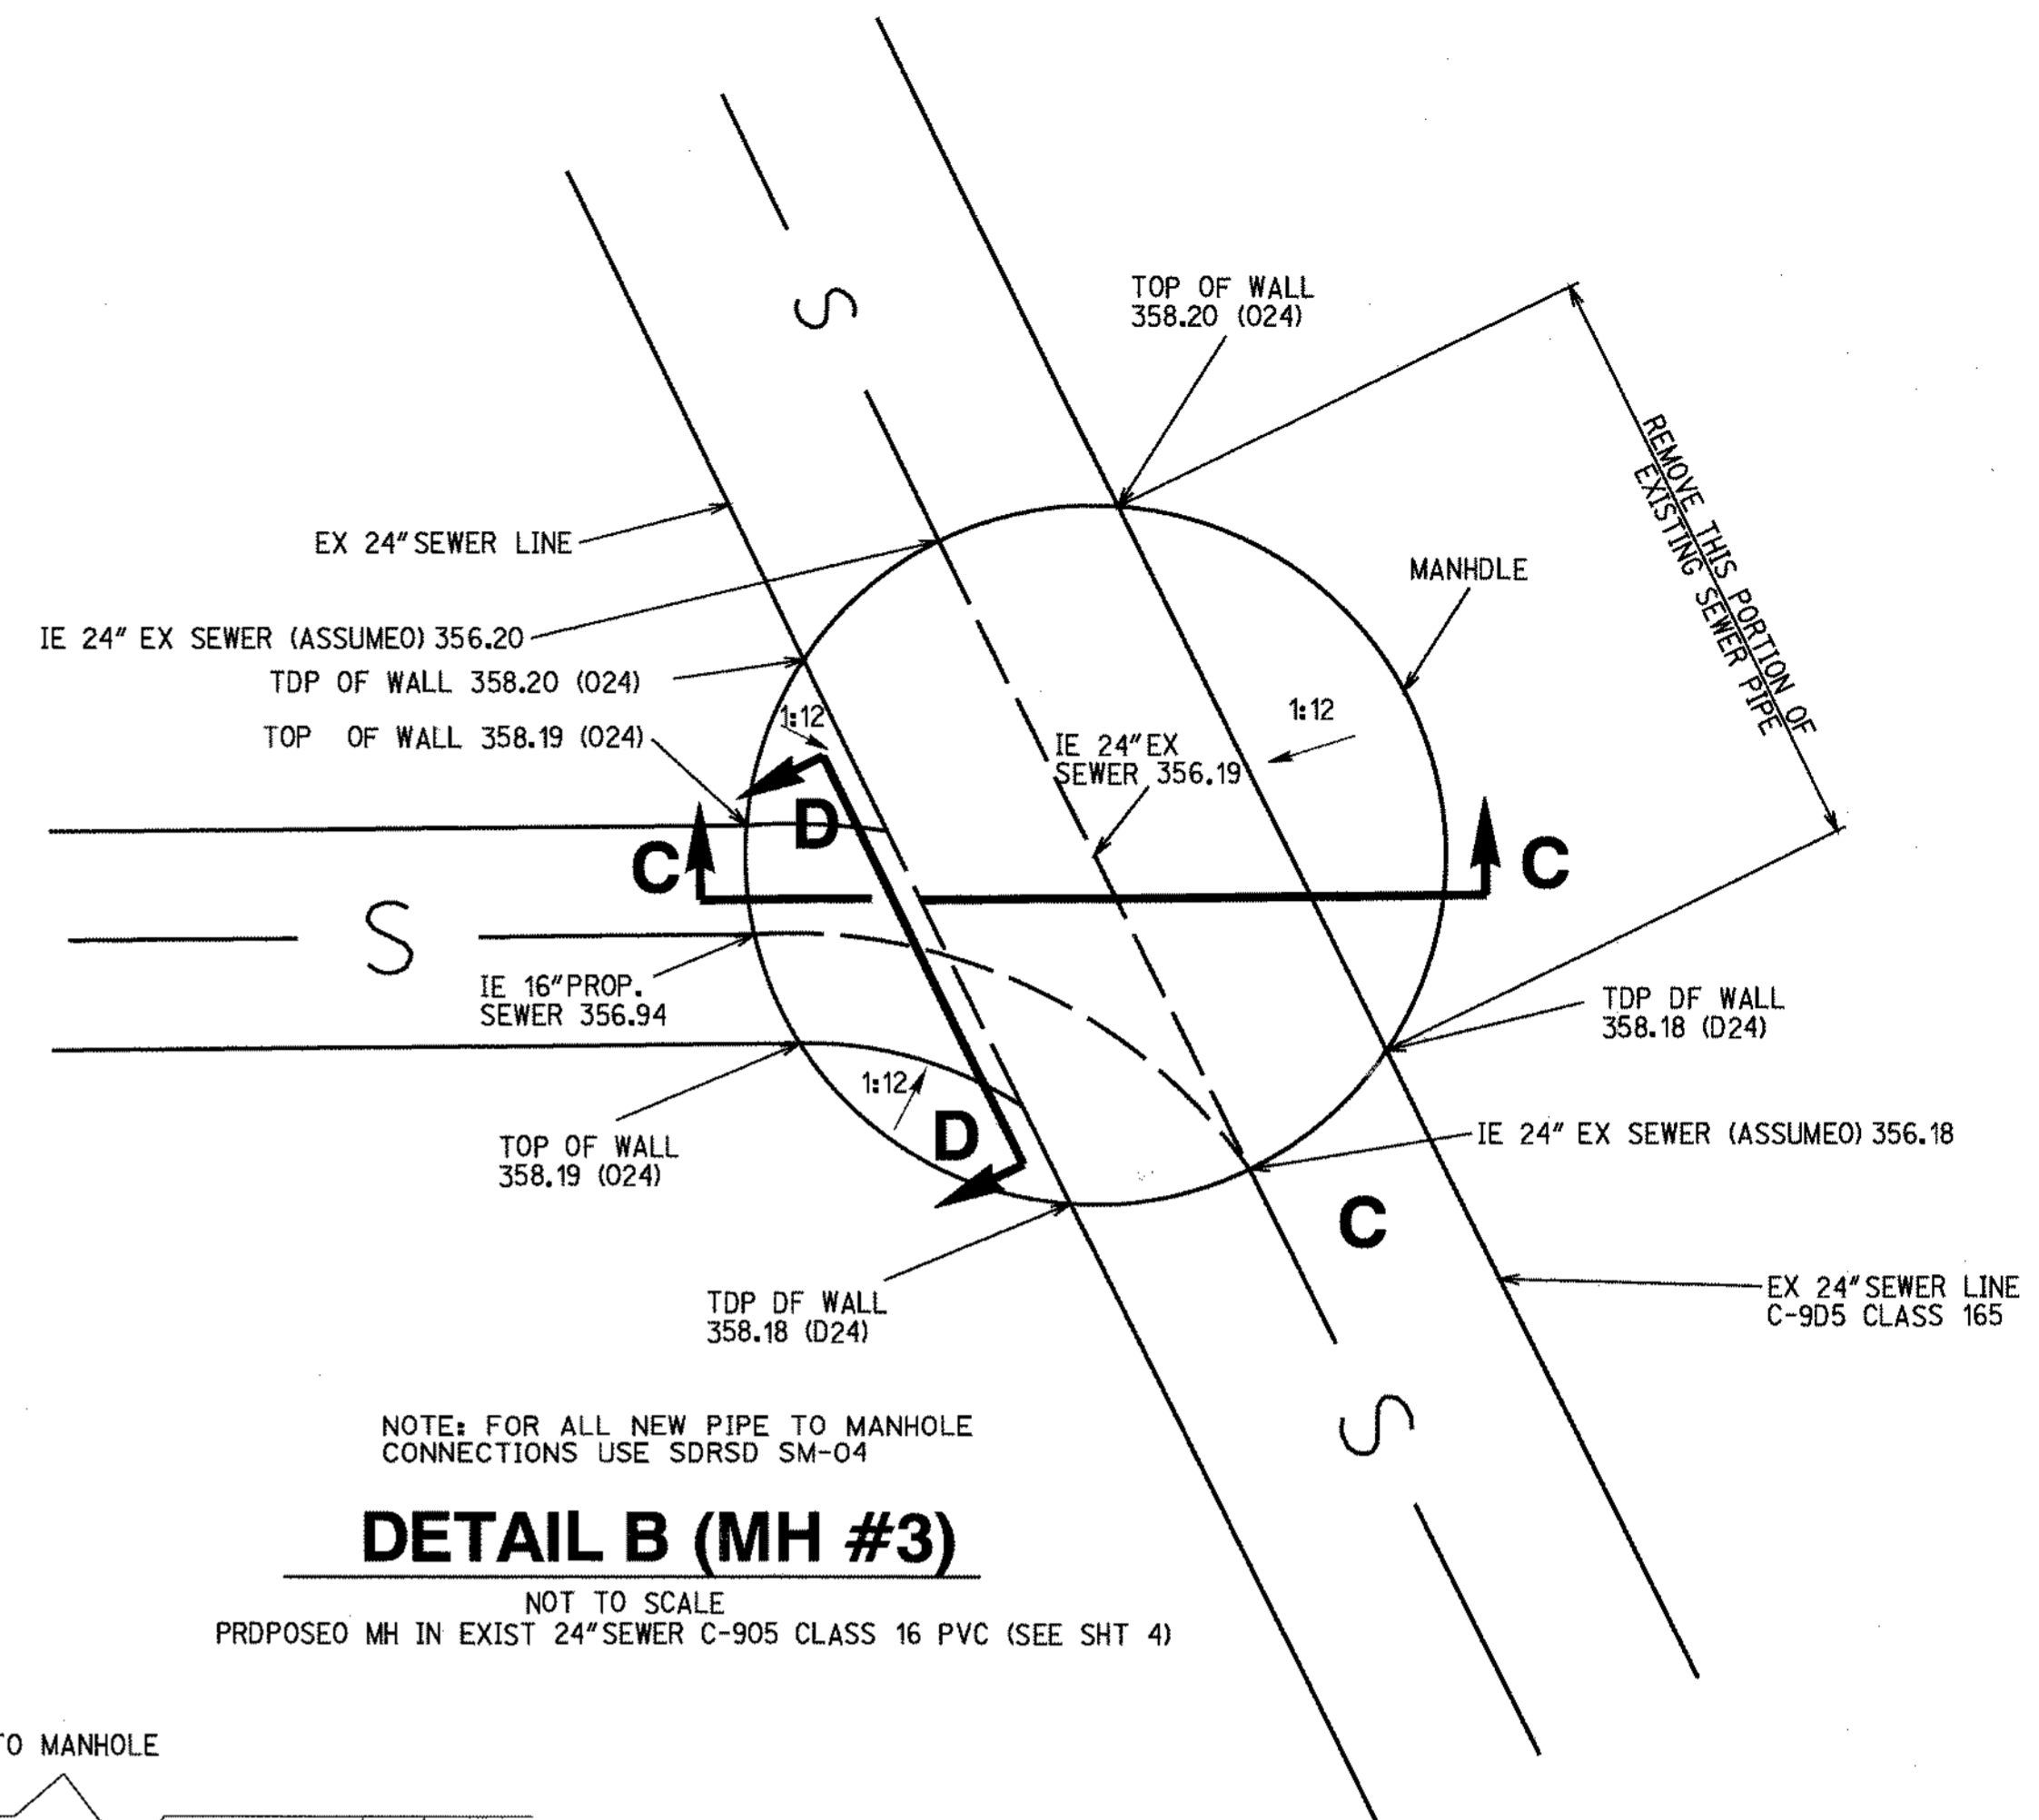 S
TOP OF WALL
358.20 (O24)
REMOVE THIS PORTION OF
EXISTING SEWER PIPE
EX 24" SEWER LINE
MANHDLE
IE 24" EX SEWER (ASSUMEO) 356.20
TDP OF WALL 358.20 (O24)
TOP OF WALL 358.19 (O24)
1:12
1:12
IE 24" EX
SEWER 356.19
D
C
C
S
IE 16" PROP.
SEWER 356.94
TDP DF WALL
358.18 (D24)
1:12
D
TOP OF WALL
358.19 (O24)
IE 24" EX SEWER (ASSUMEO) 356.18
C
TDP DF WALL
358.18 (D24)
EX 24" SEWER LINE
C-9D5 CLASS 165
S
NOTE: FOR ALL NEW PIPE TO MANHOLE
CONNECTIONS USE SDRSD SM-04
DETAIL B (MH #3)
NOT TO SCALE
PRDPOSEO MH IN EXIST 24" SEWER C-905 CLASS 16 PVC (SEE SHT 4)
TO MANHOLE